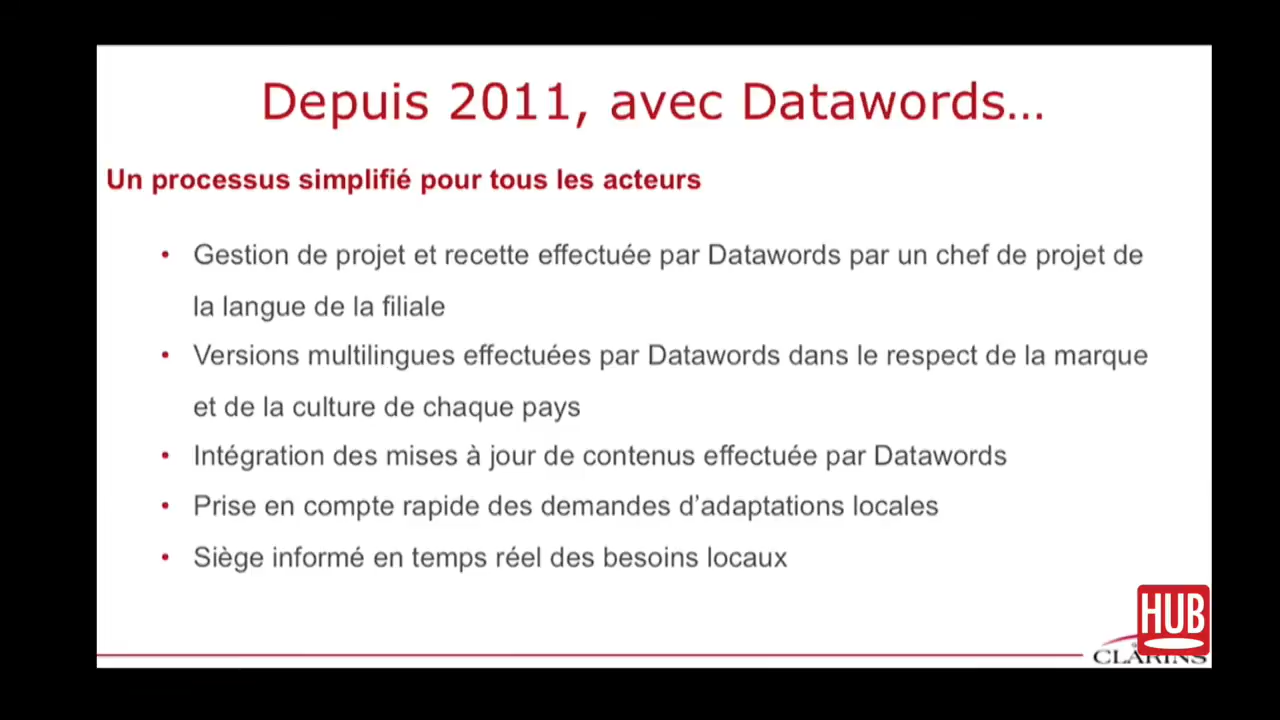 Depuis 2011, avec Datawords...
Un processus simplifié pour tous les acteurs
• Gestion de projet et recette effectuée par Datawords par un chef de projet de
la langue de la filiale
• Versions multilingues effectuées par Datawords dans le respect de la marque
et de la culture de chaque pays
• Intégration des mises à jour de contenus effectuée par Datawords
• Prise en compte rapide des demandes d’adaptations locales
• Siège informé en temps réel des besoins locaux
HUB
CLARINS